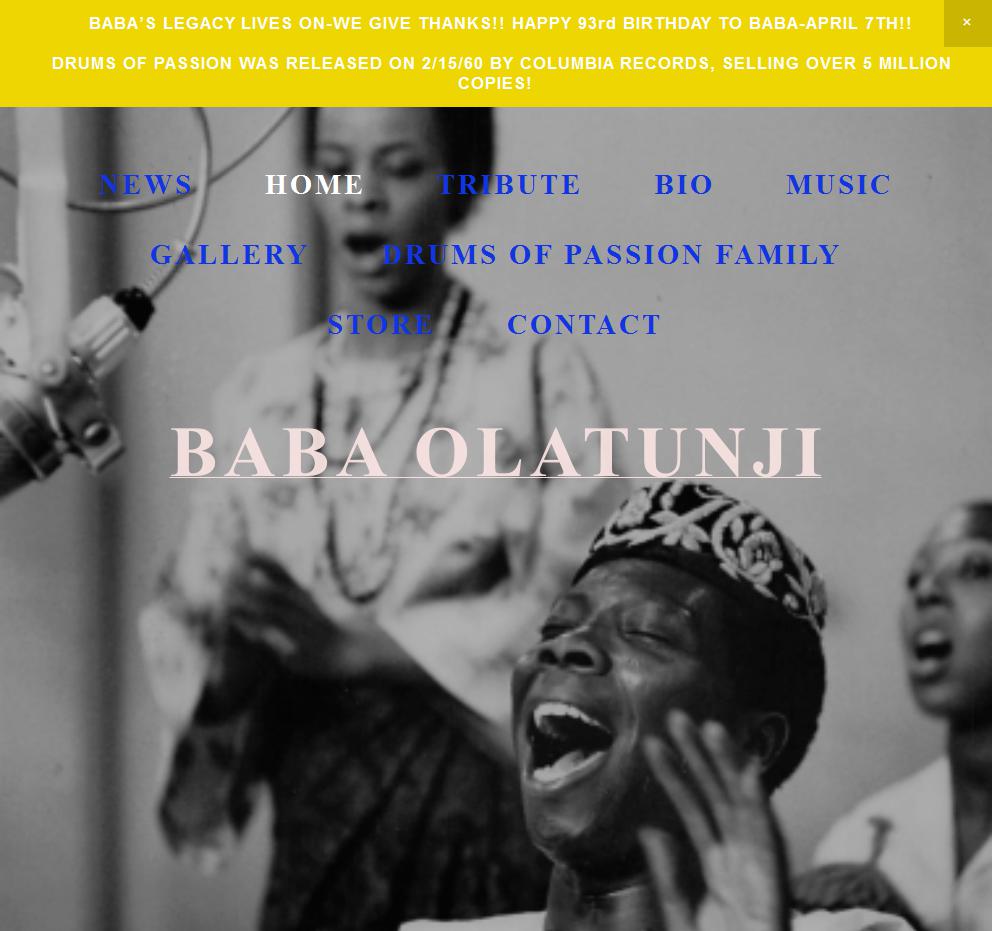 BABA’S LEGACY LIVES ON-WE GIVE THANKS!! HAPPY 93rd BIRTHDAY TO BABA-APRIL 7TH!!
×
DRUMS OF PASSION WAS RELEASED ON 2/15/60 BY COLUMBIA RECORDS, SELLING OVER 5 MILLION
COPIES!
NEWS HOME TRIBUTE BIO MUSIC
GALLERY DRUMS OF PASSION FAMILY
STORE CONTACT
BABA OLATUNJI